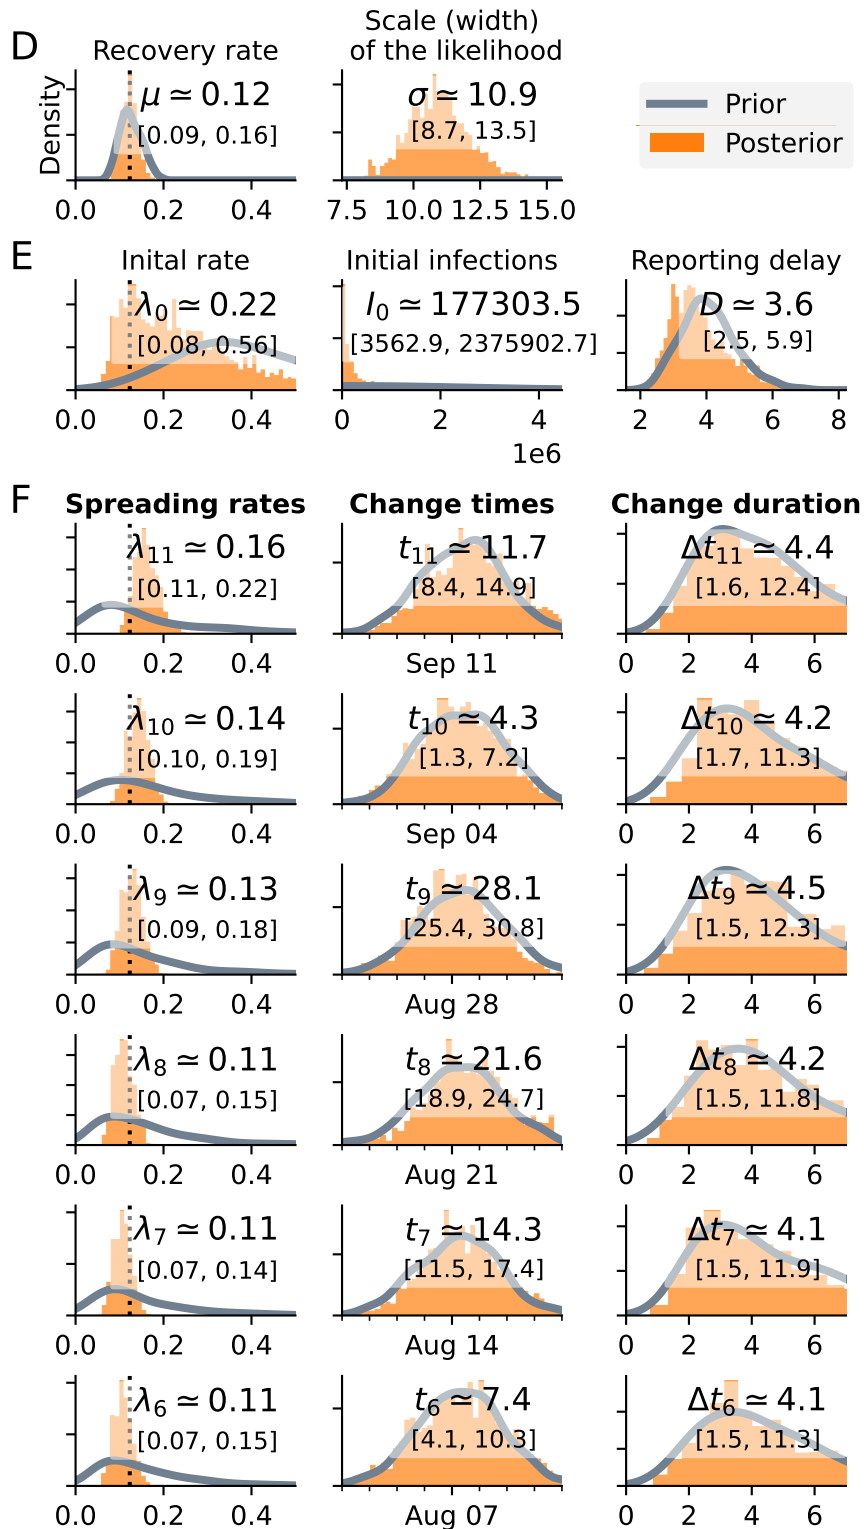 D
Recovery rate
Scale (width)
of the likelihood
Density
μ ≃ 0.12
[0.09, 0.16]
0.0 0.2 0.4
σ ≃ 10.9
[8.7, 13.5]
7.5 10.0 12.5 15.0
Prior
Posterior
E
Inital rate
λ0 ≃ 0.22
[0.08, 0.56]
0.0 0.2 0.4
Initial infections
I0 ≃ 177303.5
[3562.9, 2375902.7]
0 2 4
1e6
Reporting delay
D ≃ 3.6
[2.5, 5.9]
2 4 6 8
F
Spreading rates
Change times
Change duration
λ11 ≃ 0.16
[0.11, 0.22]
0.0 0.2 0.4
t11 ≃ 11.7
[8.4, 14.9]
Sep 11
Δt11 ≃ 4.4
[1.6, 12.4]
0 2 4 6
λ10 ≃ 0.14
[0.10, 0.19]
0.0 0.2 0.4
t10 ≃ 4.3
[1.3, 7.2]
Sep 04
Δt10 ≃ 4.2
[1.7, 11.3]
0 2 4 6
λ9 ≃ 0.13
[0.09, 0.18]
0.0 0.2 0.4
t9 ≃ 28.1
[25.4, 30.8]
Aug 28
Δt9 ≃ 4.5
[1.5, 12.3]
0 2 4 6
λ8 ≃ 0.11
[0.07, 0.15]
0.0 0.2 0.4
t8 ≃ 21.6
[18.9, 24.7]
Aug 21
Δt8 ≃ 4.2
[1.5, 11.8]
0 2 4 6
λ7 ≃ 0.11
[0.07, 0.14]
0.0 0.2 0.4
t7 ≃ 14.3
[11.5, 17.4]
Aug 14
Δt7 ≃ 4.1
[1.5, 11.9]
0 2 4 6
λ6 ≃ 0.11
[0.07, 0.15]
0.0 0.2 0.4
t6 ≃ 7.4
[4.1, 10.3]
Aug 07
Δt6 ≃ 4.1
[1.5, 11.3]
0 2 4 6